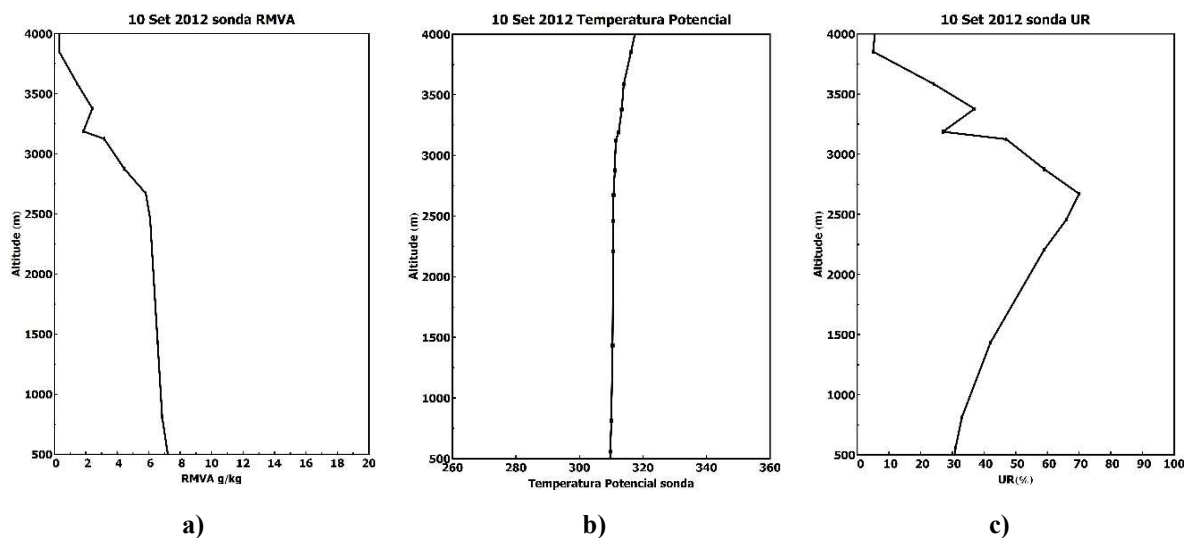 10 Set 2012 sonda RMVA
4000
3500
3000
2500
2000
1500
1000
500
Altitude (m)
0 2 4 6 8 10 12 14 16 18 20
RMVA g/kg
a)
10 Set 2012 Temperatura Potencial
4000
3500
3000
2500
2000
1500
1000
500
Altitude (m)
260 280 300 320 340 360
Temperatura Potencial sonda
b)
10 Set 2012 sonda UR
4000
3500
3000
2500
2000
1500
1000
500
Altitude (m)
0 10 20 30 40 50 60 70 80 90 100
UR(%)
c)